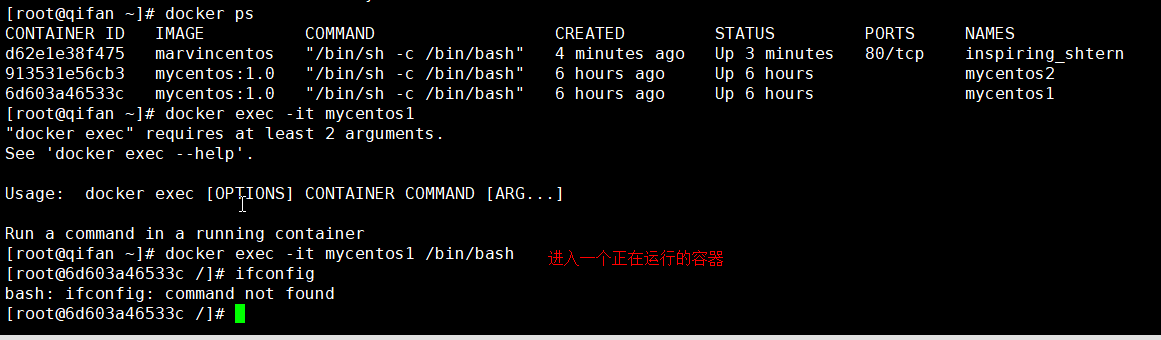 [root@qifan ~]# docker ps
CONTAINER ID   IMAGE          COMMAND                  CREATED         STATUS         PORTS     NAMES
d62e1e38f475   marvincentos   "/bin/sh -c /bin/bash"   4 minutes ago   Up 3 minutes   80/tcp    inspiring_shtern
913531e56cb3   mycentos:1.0   "/bin/sh -c /bin/bash"   6 hours ago     Up 6 hours               mycentos2
6d603a46533c   mycentos:1.0   "/bin/sh -c /bin/bash"   6 hours ago     Up 6 hours               mycentos1
[root@qifan ~]# docker exec -it mycentos1
"docker exec" requires at least 2 arguments.
See 'docker exec --help'.
Usage:  docker exec [OPTIONS] CONTAINER COMMAND [ARG...]
Run a command in a running container
[root@qifan ~]# docker exec -it mycentos1 /bin/bash 进入一个正在运行的容器
[root@6d603a46533c /]# ifconfig
bash: ifconfig: command not found
[root@6d603a46533c /]#